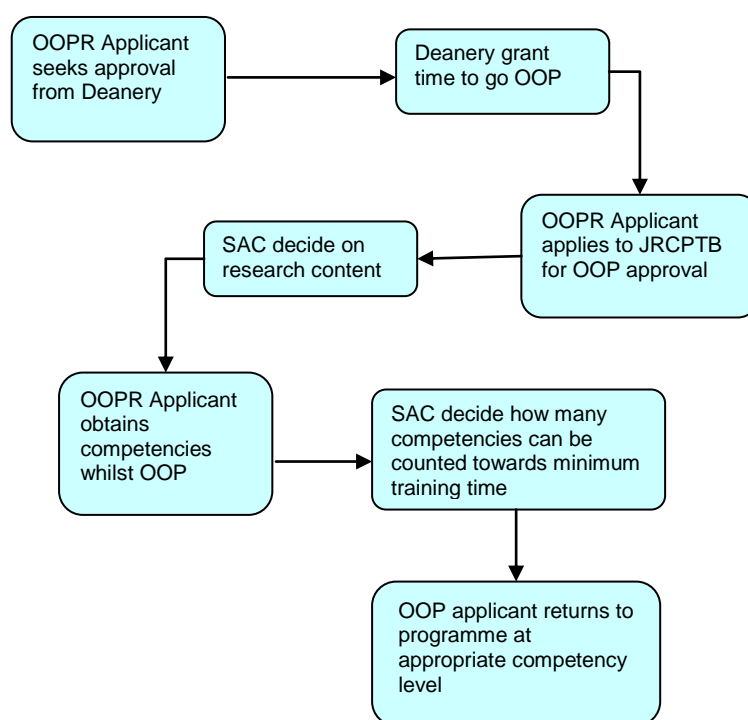 OOPR Applicant
seeks approval
from Deanery
Deanery grant
time to go OOP
OOPR Applicant
applies to JRCPTB
for OOP approval
SAC decide on
research content
OOPR Applicant
obtains
competencies
whilst OOP
SAC decide how many
competencies can be
counted towards minimum
training time
OOP applicant returns to
programme at
appropriate competency
level